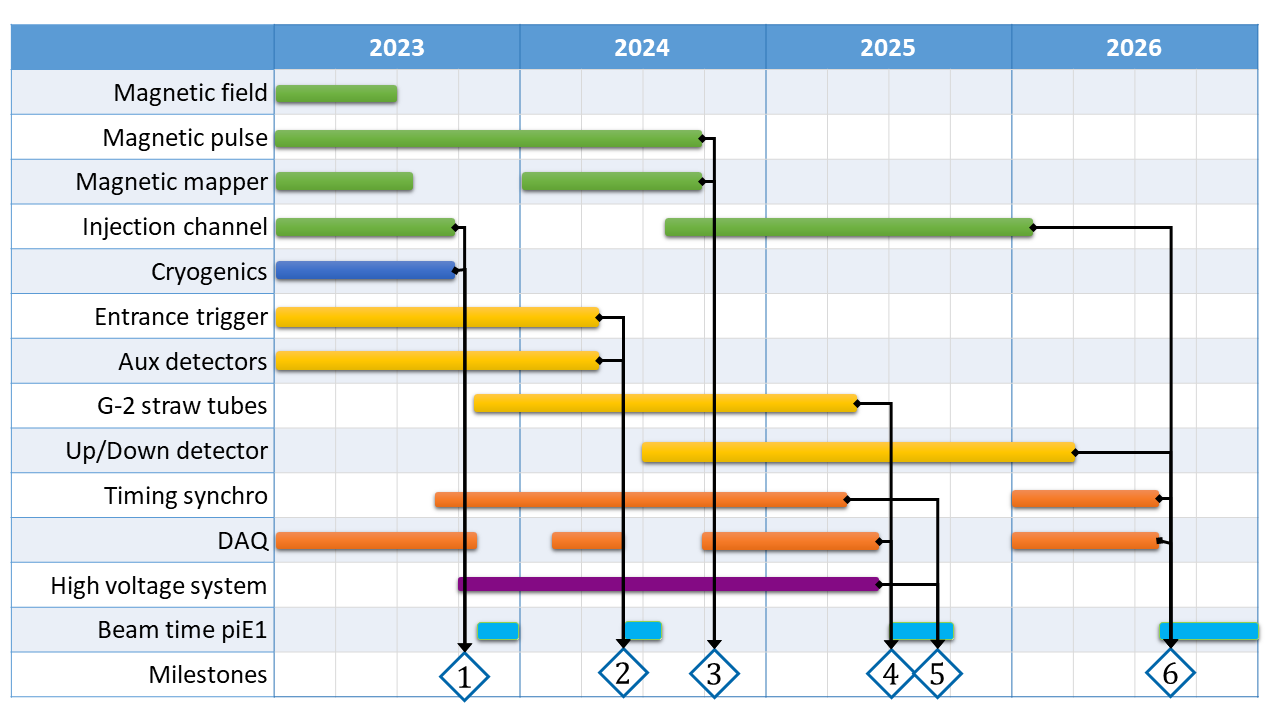 2023 2024 2025 2026
Magnetic field
Magnetic pulse
Magnetic mapper
Injection channel
Cryogenics
Entrance trigger
Aux detectors
G-2 straw tubes
Up/Down detector
Timing synchro
DAQ
High voltage system
Beam time piE1
Milestones 1 2 3 4 5 6